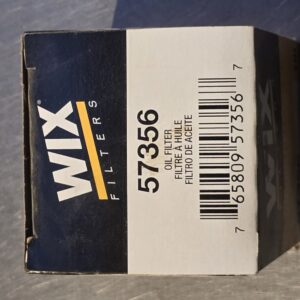 WIX®
FILTERS
57356
OIL FILTER
FILTRE À HUILE
FILTRO DE ACEITE
7 65809 57356 7